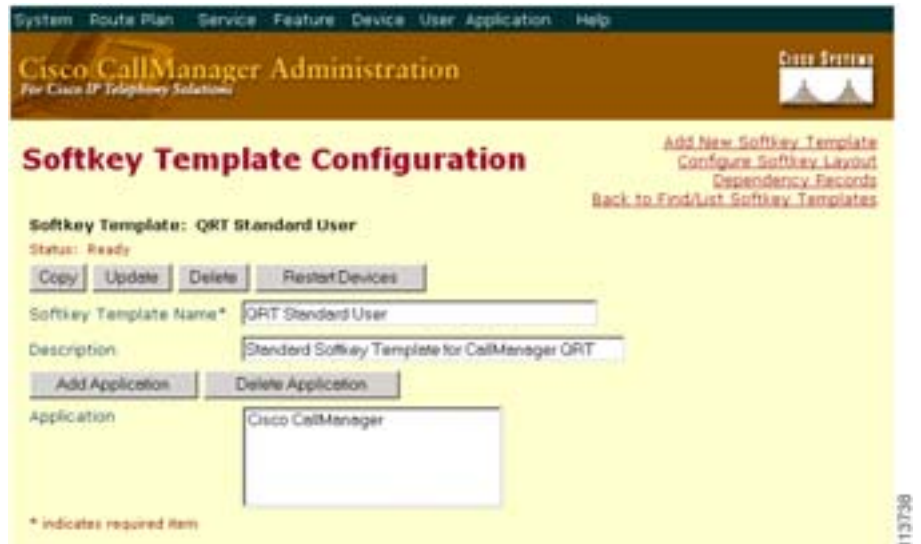 System Route Plan Service Feature Device User Application Help
Cisco CallManager Administration
For Cisco IP Telephony Solutions
CISCO SYSTEMS
Softkey Template Configuration
Add New Softkey Template
Configure Softkey Layout
Dependency Records
Back to Find/List Softkey Templates
Softkey Template: QRT Standard User
Status: Ready
Copy Update Delete Restart Devices
Softkey Template Name* QRT Standard User
Description Standard Softkey Template for CallManager QRT
Add Application Delete Application
Application Cisco CallManager
* indicates required item
113738